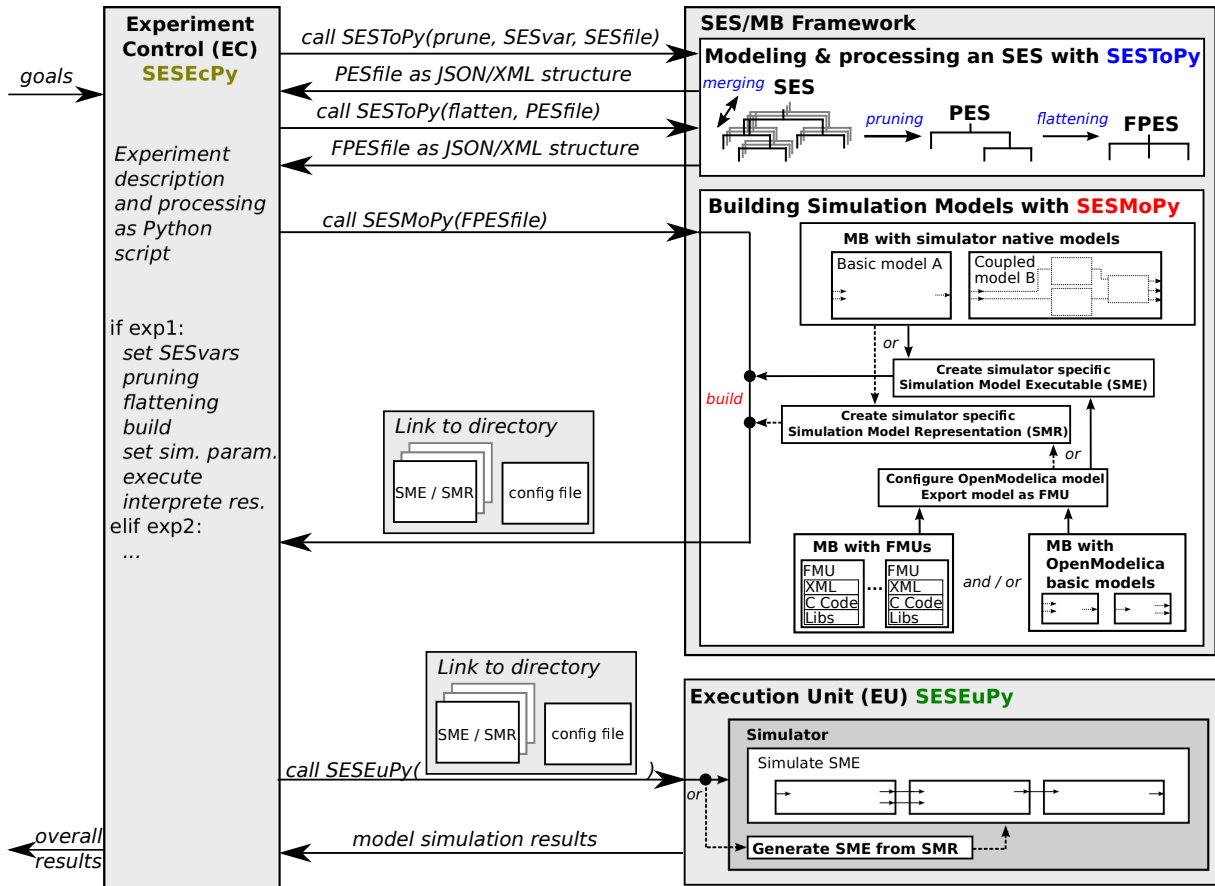 goals
overall
results
Experiment
Control (EC)
SESEcPy
Experiment
description
and processing
as Python
script
if exp1:
set SESvars
pruning
flattening
build
set sim. param.
execute
interprete res.
elif exp2:
...
call SESToPy(prune, SESvar, SESfile)
PESfile as JSON/XML structure
call SESToPy(flatten, PESfile)
FPESfile as JSON/XML structure
call SESMoPy(FPESfile)
Link to directory
SME / SMR
config file
Link to directory
SME / SMR
config file
call SESEuPy( )
model simulation results
SES/MB Framework
Modeling & processing an SES with SESToPy
merging
SES
pruning
PES
flattening
FPES
Building Simulation Models with SESMoPy
MB with simulator native models
Basic model A
Coupled
model B
or
Create simulator specific
Simulation Model Executable (SME)
build
Create simulator specific
Simulation Model Representation (SMR)
or
Configure OpenModelica model
Export model as FMU
MB with FMUs
FMU
XML
C Code
Libs
...
FMU
XML
C Code
Libs
and / or
MB with
OpenModelica
basic models
Execution Unit (EU) SESEuPy
or
Simulator
Simulate SME
Generate SME from SMR